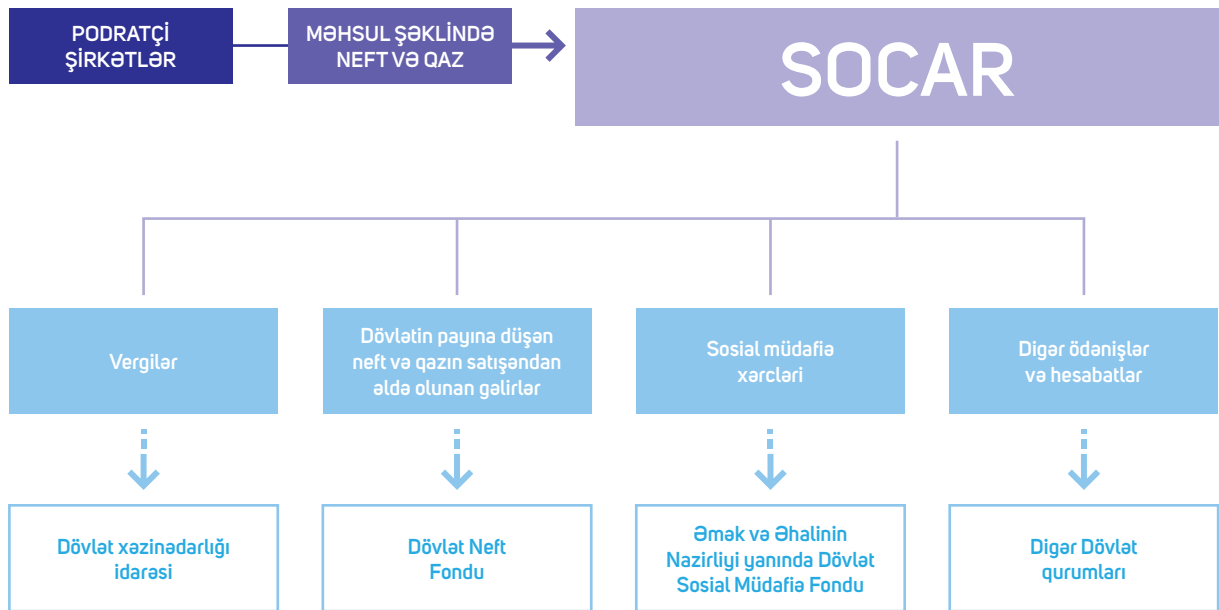 PODRATÇİ
ŞİRKƏTLƏR
MƏHSUL ŞƏKLİNDƏ
NEFT VƏ QAZ
SOCAR
Vergilər
Dövlətin payına düşən
neft və qazın satışəndan
əldə olunan gəlirlər
Sosial müdafiə
xərcləri
Digər ödənişlər
və hesabatlar
Dövlət xəzinədarlığı
idarəsi
Dövlət Neft
Fondu
Əmək və Əhalinin
Nazirliyi yanında Dövlət
Sosial Müdafiə Fondu
Digər Dövlət
qurumları